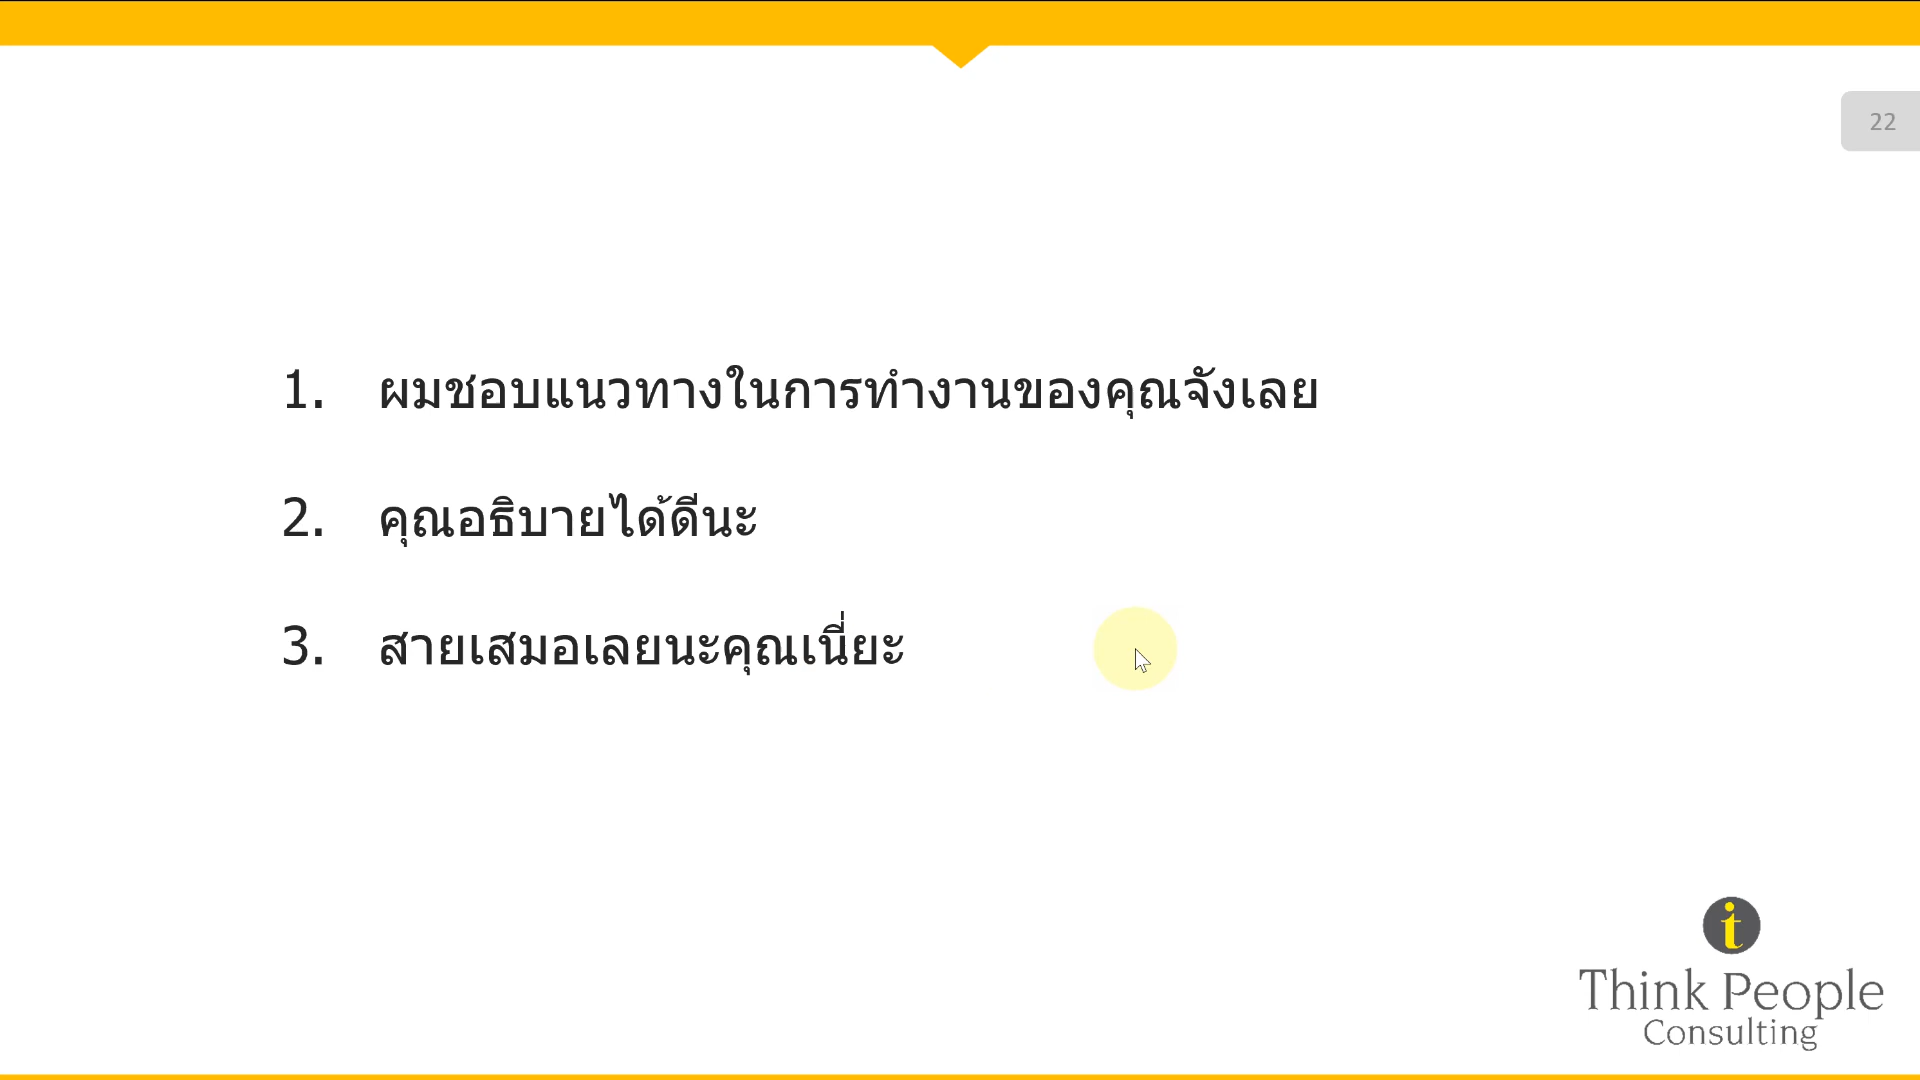 22
1. ผมชอบแนวทางในการทำงานของคุณจังเลย
2. คุณอธิบายได้ดีนะ
3. สายเสมอเลยนะคุณเนี่ยะ
i
Think People
Consulting